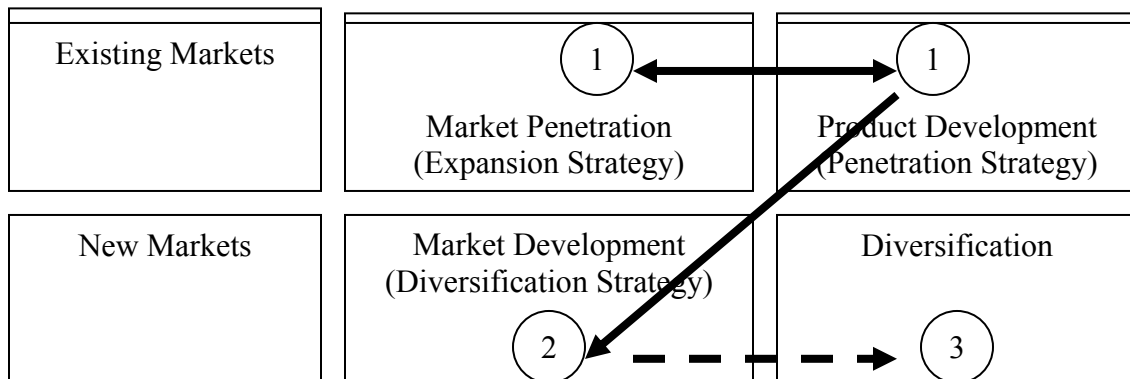 Existing Markets
1
Market Penetration
(Expansion Strategy)
1
Product Development
(Penetration Strategy)
New Markets
Market Development
(Diversification Strategy)
2
Diversification
3